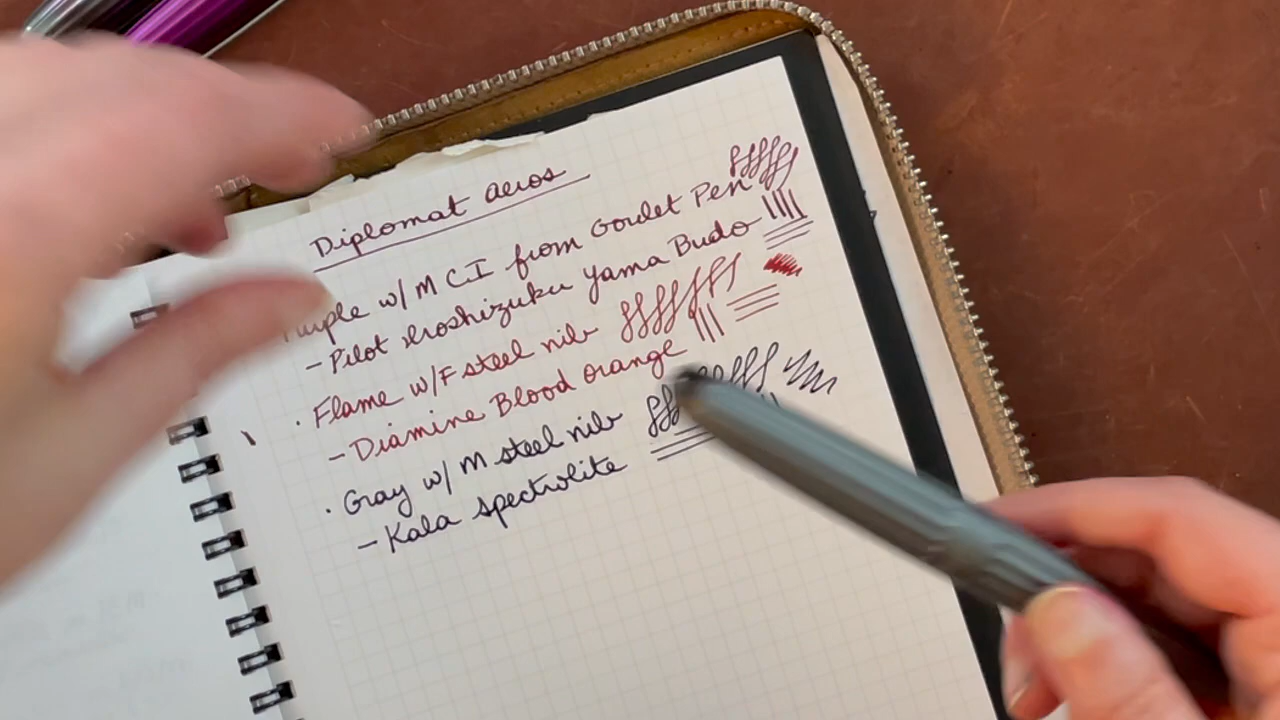 Diplomat Aeros
Purple w/ M C.I from Goulet Pen
- Pilot Iroshizuku Yama Budo
· Flame w/ F steel nib
- Diamine Blood Orange
· Gray w/ M steel nib
- Kala spectrolite